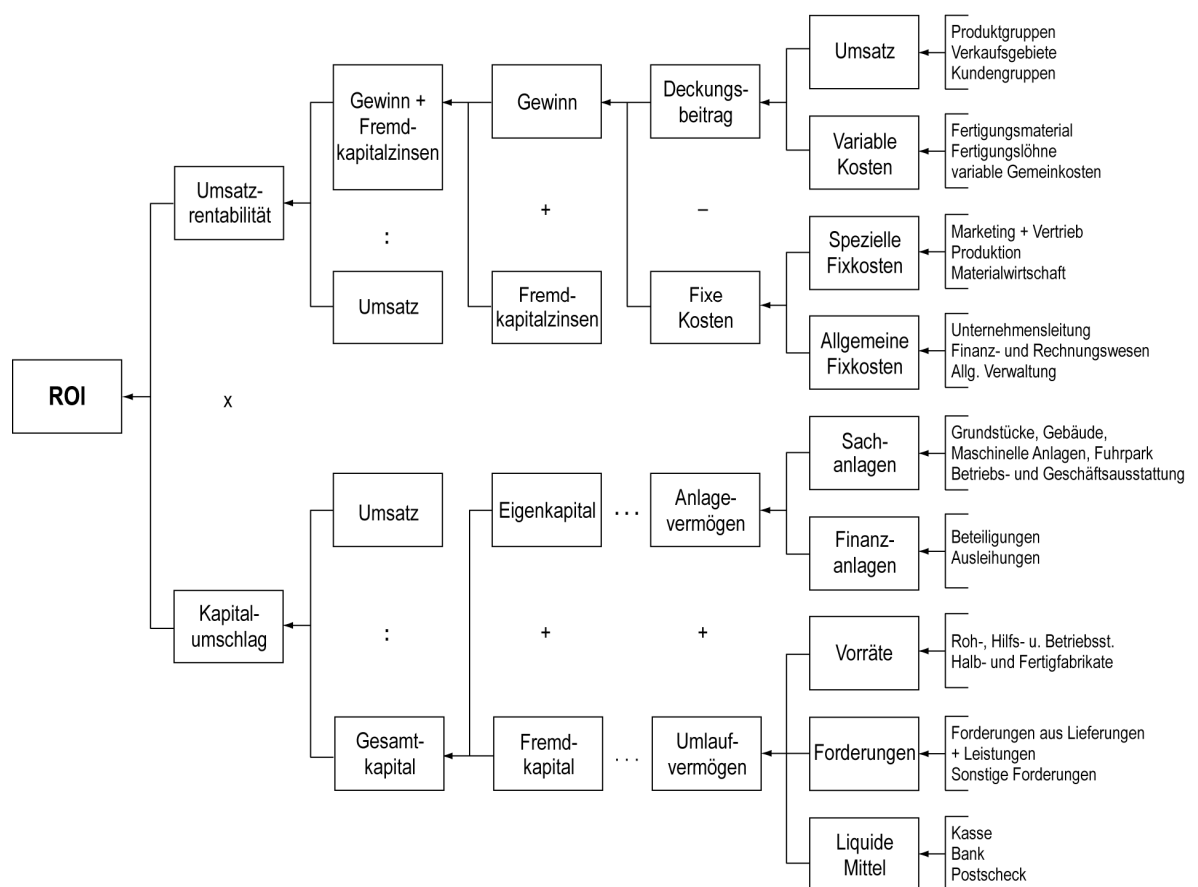 Produktgruppen
Verkaufsgebiete
Kundengruppen
Umsatz
Gewinn +
Fremd-
kapitalzinsen
Gewinn
Deckungs-
beitrag
Variable
Kosten
Fertigungsmaterial
Fertigungslöhne
variable Gemeinkosten
Umsatz-
rentabilität
+
–
:
Spezielle
Fixkosten
Marketing + Vertrieb
Produktion
Materialwirtschaft
Umsatz
Fremd-
kapitalzinsen
Fixe
Kosten
Allgemeine
Fixkosten
Unternehmensleitung
Finanz- und Rechnungswesen
Allg. Verwaltung
ROI
x
Sach-
anlagen
Grundstücke, Gebäude,
Maschinelle Anlagen, Fuhrpark
Betriebs- und Geschäftsausstattung
Umsatz
Eigenkapital
...
Anlage-
vermögen
Finanz-
anlagen
Beteiligungen
Ausleihungen
Kapital-
umschlag
:
+
+
Vorräte
Roh-, Hilfs- u. Betriebsst.
Halb- und Fertigfabrikate
Gesamt-
kapital
Fremd-
kapital
...
Umlauf-
vermögen
Forderungen
Forderungen aus Lieferungen
+ Leistungen
Sonstige Forderungen
Liquide
Mittel
Kasse
Bank
Postscheck